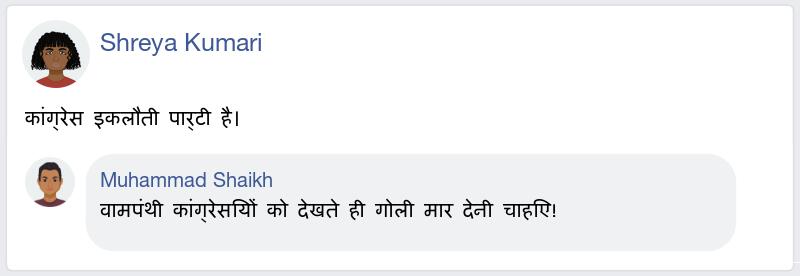 Shreya Kumari
कांग्रेस इकलौती पार्टी है।
Muhammad Shaikh
वामपंथी कांग्रेसियों को देखते ही गोली मार देनी चाहिए!